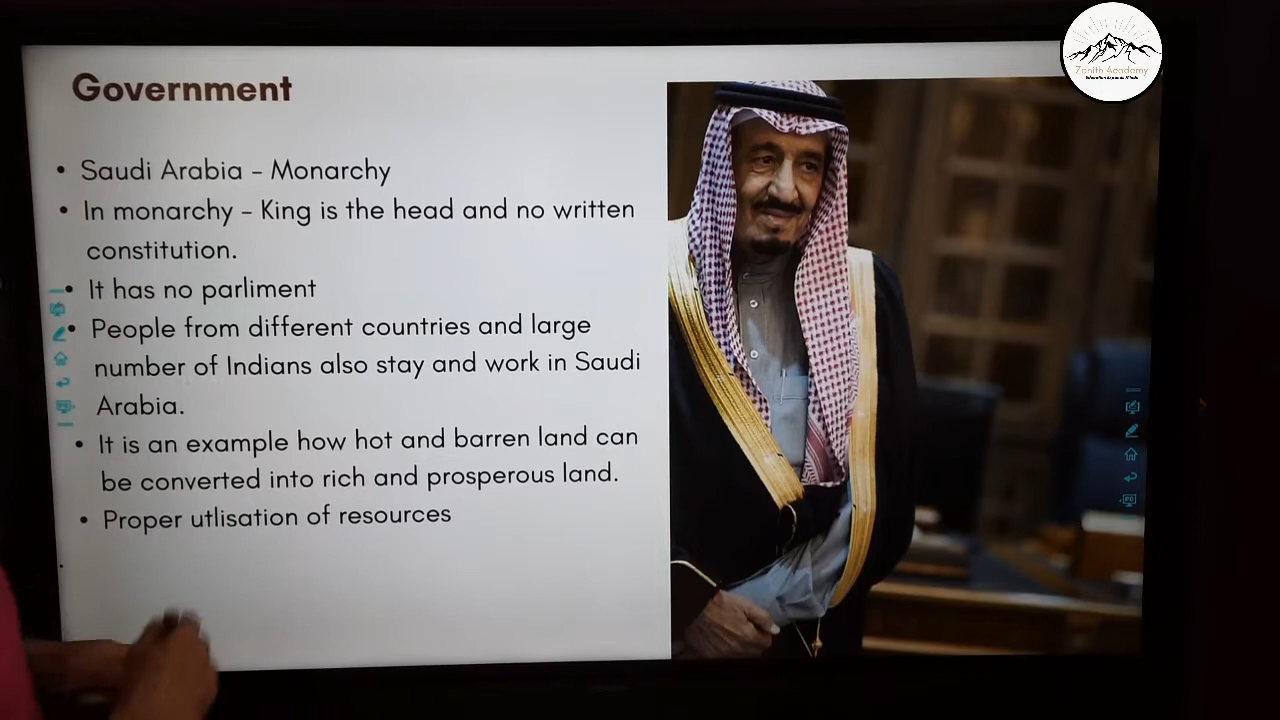 Zenith Academy
Government
• Saudi Arabia - Monarchy
• In monarchy - King is the head and no written
constitution.
• It has no parliment
• People from different countries and large
number of Indians also stay and work in Saudi
Arabia.
• It is an example how hot and barren land can
be converted into rich and prosperous land.
• Proper utlisation of resources
PC